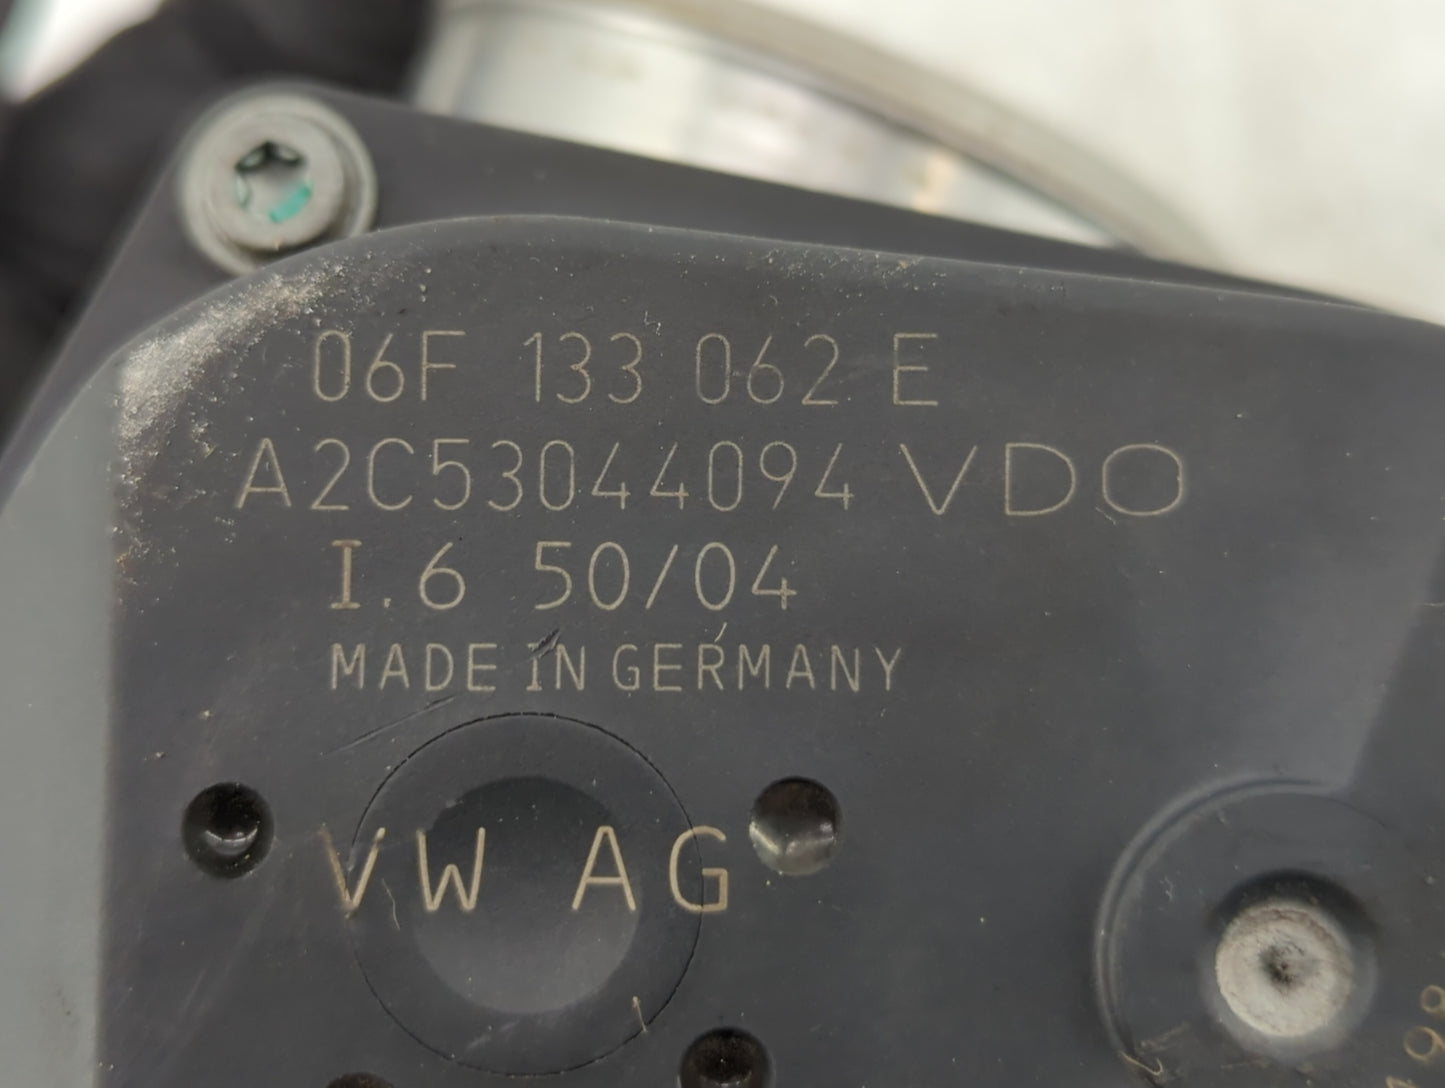 06F 133 062 E
A2C53044094 VDO
I.6 50/04
MADE IN GERMANY
VW AG